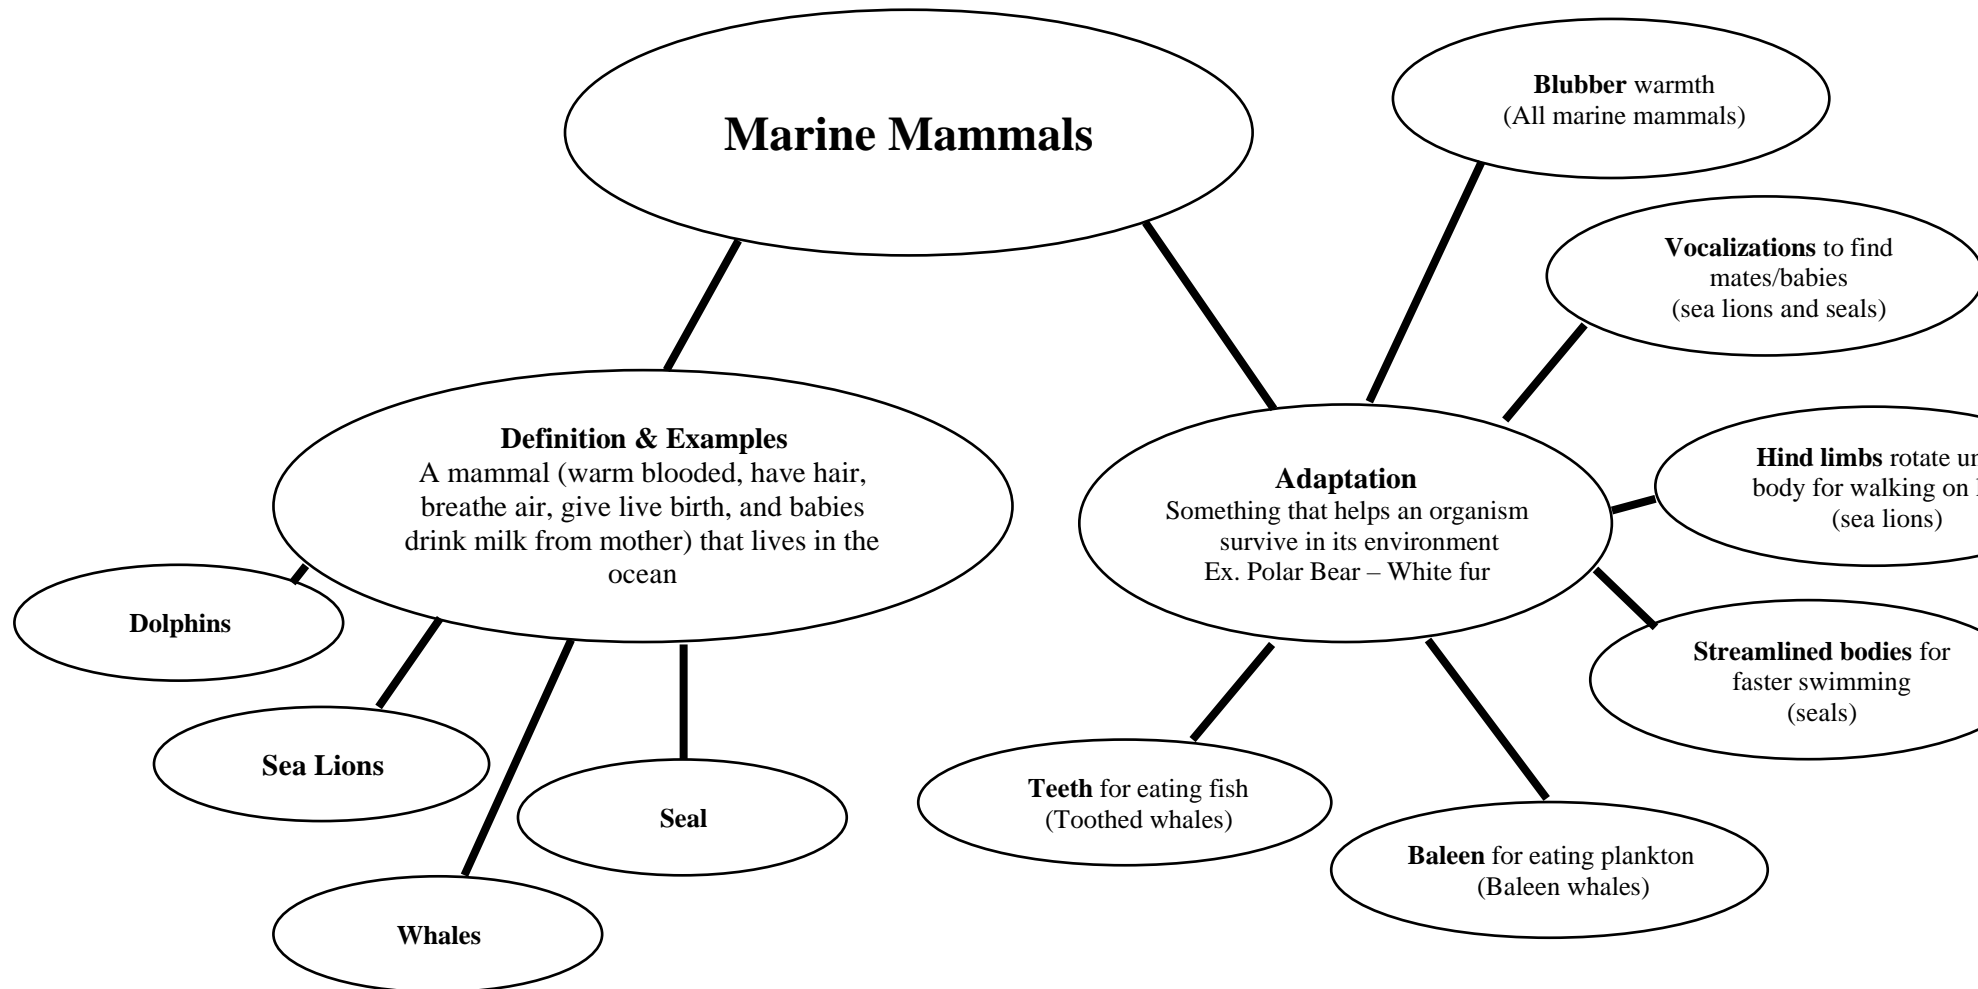 Marine Mammals
Blubber warmth
(All marine mammals)
Vocalizations to find
mates/babies
(sea lions and seals)
Definition & Examples
A mammal (warm blooded, have hair,
breathe air, give live birth, and babies
drink milk from mother) that lives in the
ocean
Adaptation
Something that helps an organism
survive in its environment
Ex. Polar Bear – White fur
Hind limbs rotate
body for walking on
(sea lions)
Dolphins
Streamlined bodies for
faster swimming
(seals)
Sea Lions
Seal
Teeth for eating fish
(Toothed whales)
Baleen for eating plankton
(Baleen whales)
Whales